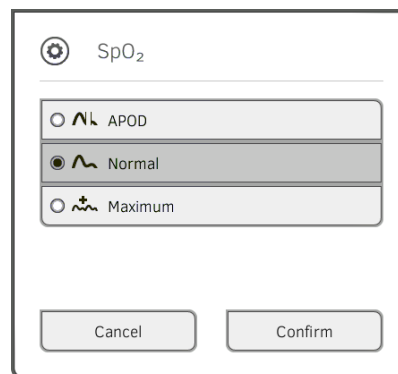 SpO₂
APOD
Normal
Maximum
Cancel
Confirm